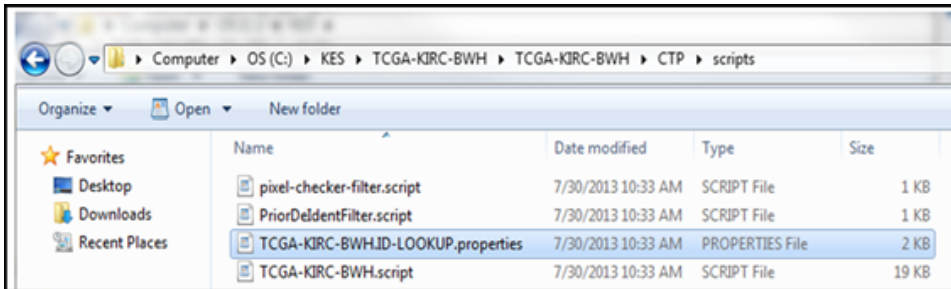 Computer ▸ OS (C:) ▸ KES ▸ TCGA-KIRC-BWH ▸ TCGA-KIRC-BWH ▸ CTP ▸ scripts
Organize ▾ Open ▾ New folder
Favorites
Desktop
Downloads
Recent Places
Name Date modified Type Size
pixel-checker-filter.script 7/30/2013 10:33 AM SCRIPT File 1 KB
PriorDeIdentFilter.script 7/30/2013 10:33 AM SCRIPT File 1 KB
TCGA-KIRC-BWH.ID-LOOKUP.properties 7/30/2013 10:33 AM PROPERTIES File 2 KB
TCGA-KIRC-BWH.script 7/30/2013 10:33 AM SCRIPT File 19 KB